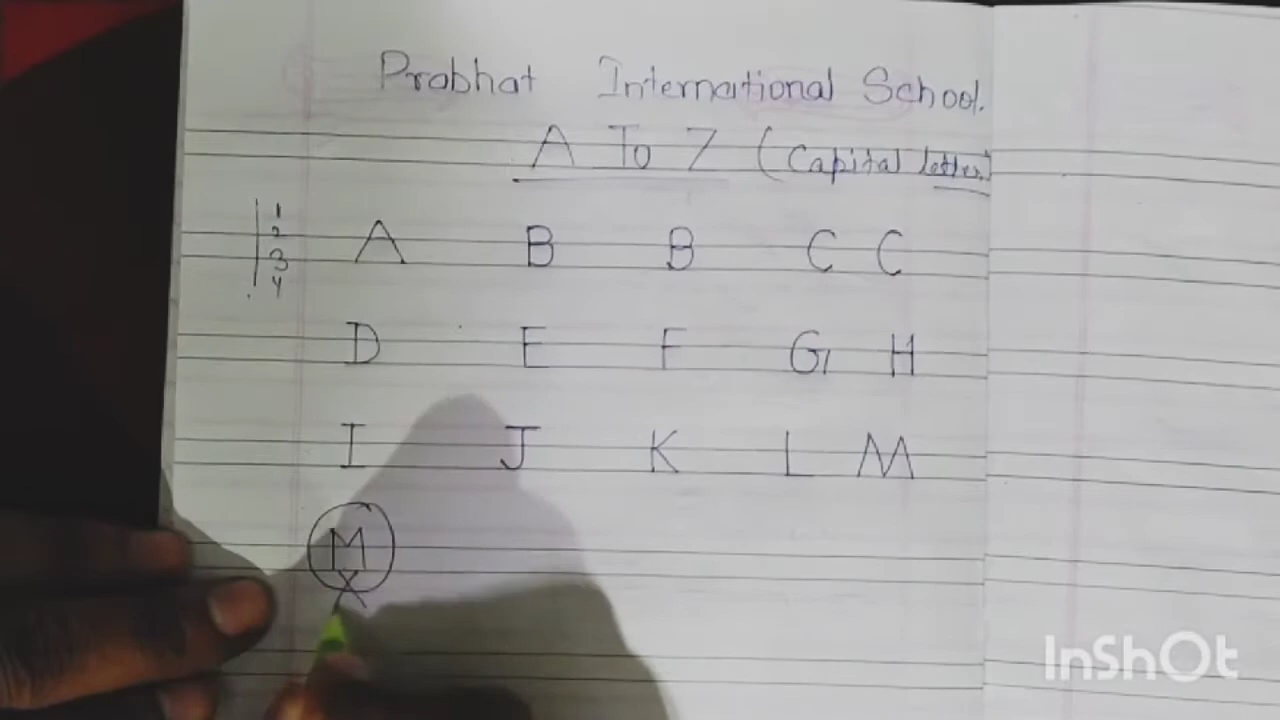 Prabhat International School.
A To Z (Capital letter)
1
2
3
4
A B B C C
D E F G H
I J K L M
M
X
InShOt